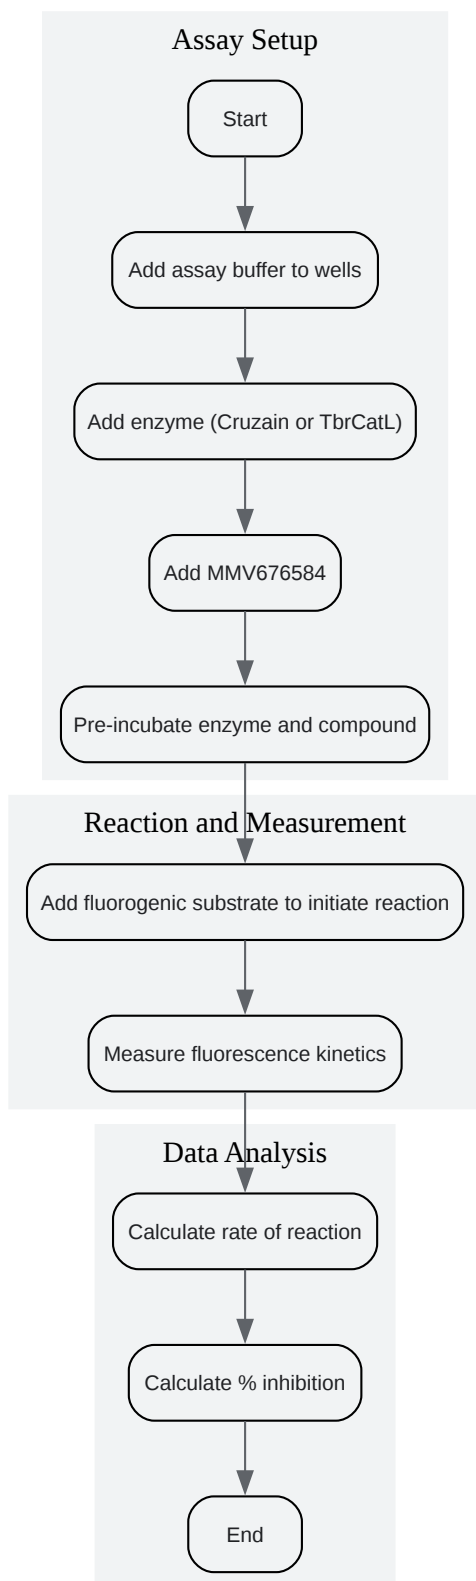 Assay Setup
Start
Add assay buffer to wells
Add enzyme (Cruzain or TbrCatL)
Add MMV676584
Pre-incubate enzyme and compound
Reaction and Measurement
Add fluorogenic substrate to initiate reaction
Measure fluorescence kinetics
Data Analysis
Calculate rate of reaction
Calculate % inhibition
End